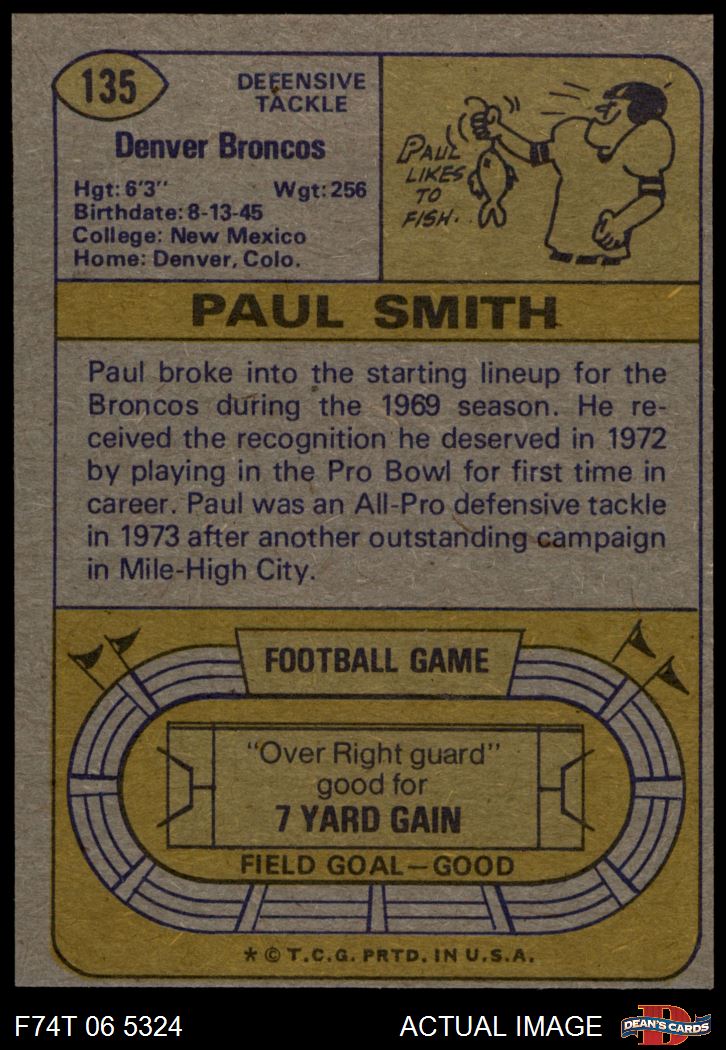 135
DEFENSIVE
TACKLE
Denver Broncos
Hgt: 6'3" Wgt: 256
Birthdate: 8-13-45
College: New Mexico
Home: Denver, Colo.
PAUL
LIKES
TO
FISH..
PAUL SMITH
Paul broke into the starting lineup for the
Broncos during the 1969 season. He re-
ceived the recognition he deserved in 1972
by playing in the Pro Bowl for first time in
career. Paul was an All-Pro defensive tackle
in 1973 after another outstanding campaign
in Mile-High City.
FOOTBALL GAME
"Over Right guard"
good for
7 YARD GAIN
FIELD GOAL—GOOD
* © T.C.G. PRTD. IN U.S.A.
F74T 06 5324 ACTUAL IMAGE
D
DEAN'S CARDS